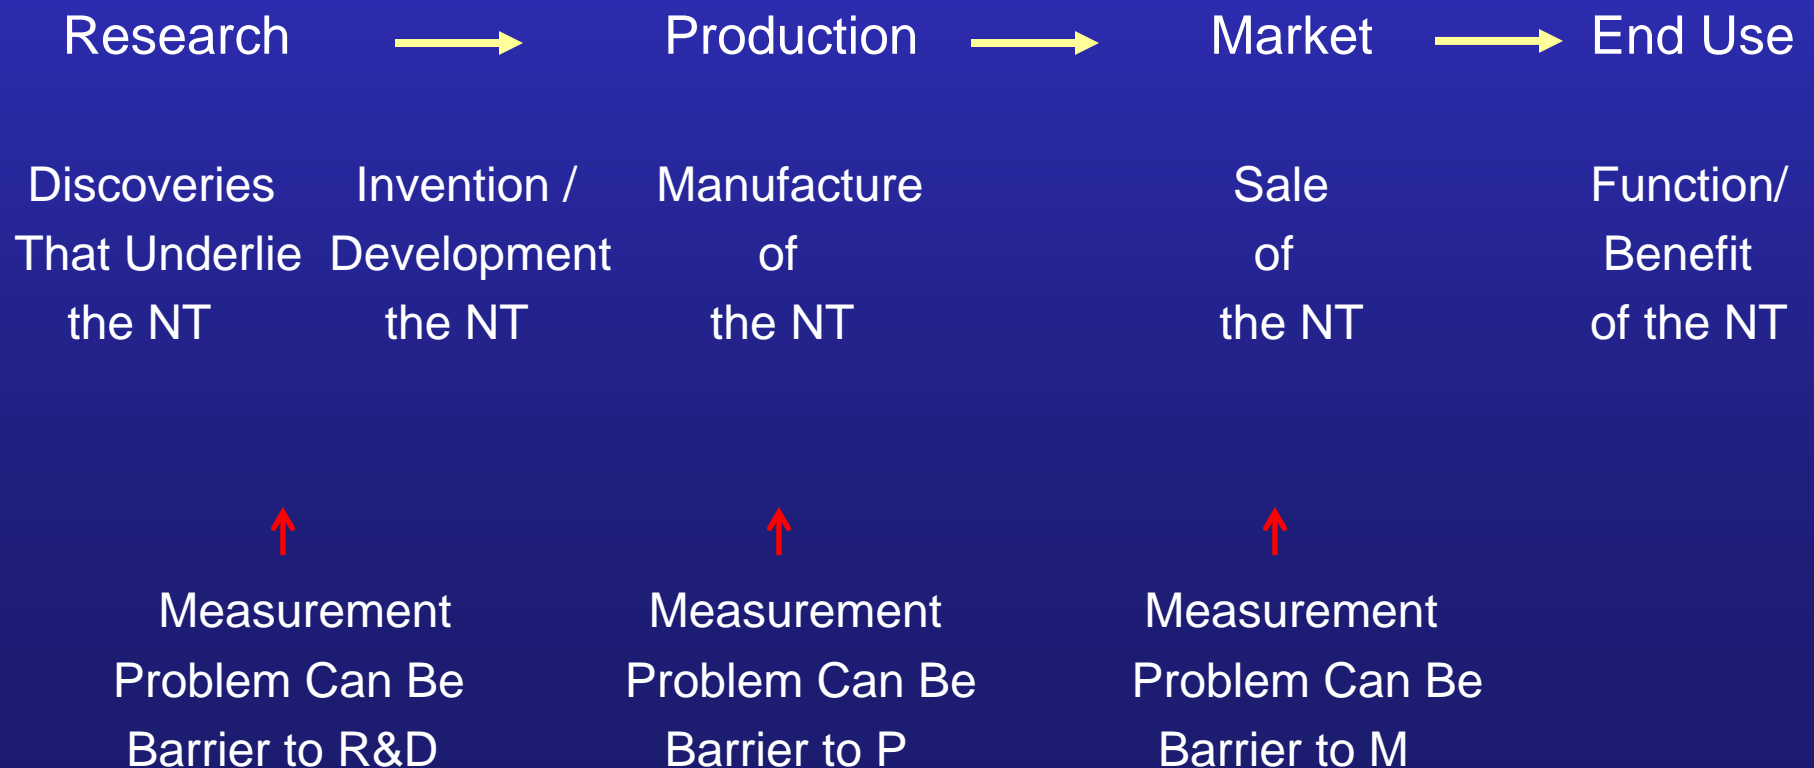 Research Production Market End Use
Discoveries Invention / Manufacture Sale Function/
That Underlie Development of of Benefit
the NT the NT the NT the NT of the NT
Measurement Measurement Measurement
Problem Can Be Problem Can Be Problem Can Be
Barrier to R&D Barrier to P Barrier to M